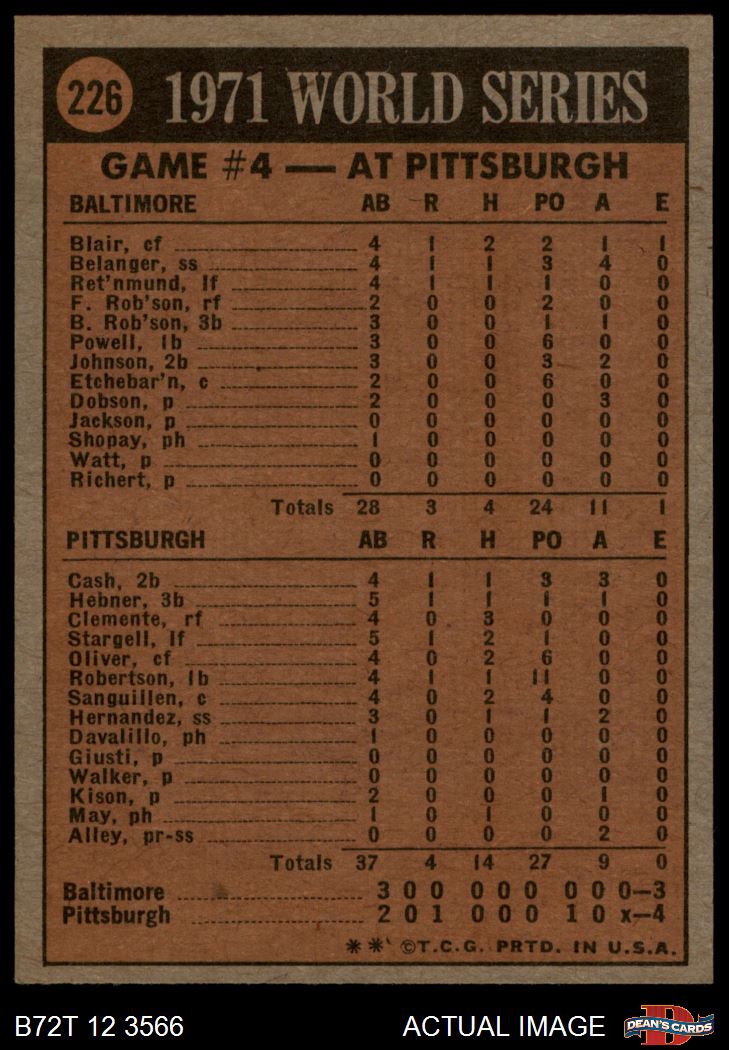 226 1971 WORLD SERIES
GAME #4 — AT PITTSBURGH
BALTIMORE AB R H PO A E
Blair, cf 4 1 2 2 1 1
Belanger, ss 4 1 1 3 4 0
Ret'nmund, lf 4 1 1 1 0 0
F. Rob'son, rf 2 0 0 2 0 0
B. Rob'son, 3b 3 0 0 1 1 0
Powell, 1b 3 0 0 6 0 0
Johnson, 2b 3 0 0 3 2 0
Etchebar'n, c 2 0 0 6 0 0
Dobson, p 2 0 0 0 3 0
Jackson, p 0 0 0 0 0 0
Shopay, ph 1 0 0 0 0 0
Watt, p 0 0 0 0 0 0
Richert, p 0 0 0 0 0 0
Totals 28 3 4 24 11 1
PITTSBURGH AB R H PO A E
Cash, 2b 4 1 1 3 3 0
Hebner, 3b 5 1 1 1 1 0
Clemente, rf 4 0 3 0 0 0
Stargell, lf 5 1 2 1 0 0
Oliver, cf 4 0 2 6 0 0
Robertson, 1b 4 1 1 11 0 0
Sanguillen, c 4 0 2 4 0 0
Hernandez, ss 3 0 1 1 2 0
Davalillo, ph 1 0 0 0 0 0
Giusti, p 0 0 0 0 0 0
Walker, p 0 0 0 0 0 0
Kison, p 2 0 0 0 1 0
May, ph 1 0 1 0 0 0
Alley, pr-ss 0 0 0 0 2 0
Totals 37 4 14 27 9 0
Baltimore 3 0 0 0 0 0 0 0 0—3
Pittsburgh 2 0 1 0 0 0 1 0 x—4
** ©T.C.G. PRTD. IN U.S.A.
B72T 12 3566 ACTUAL IMAGE D DEAN'S CARDS